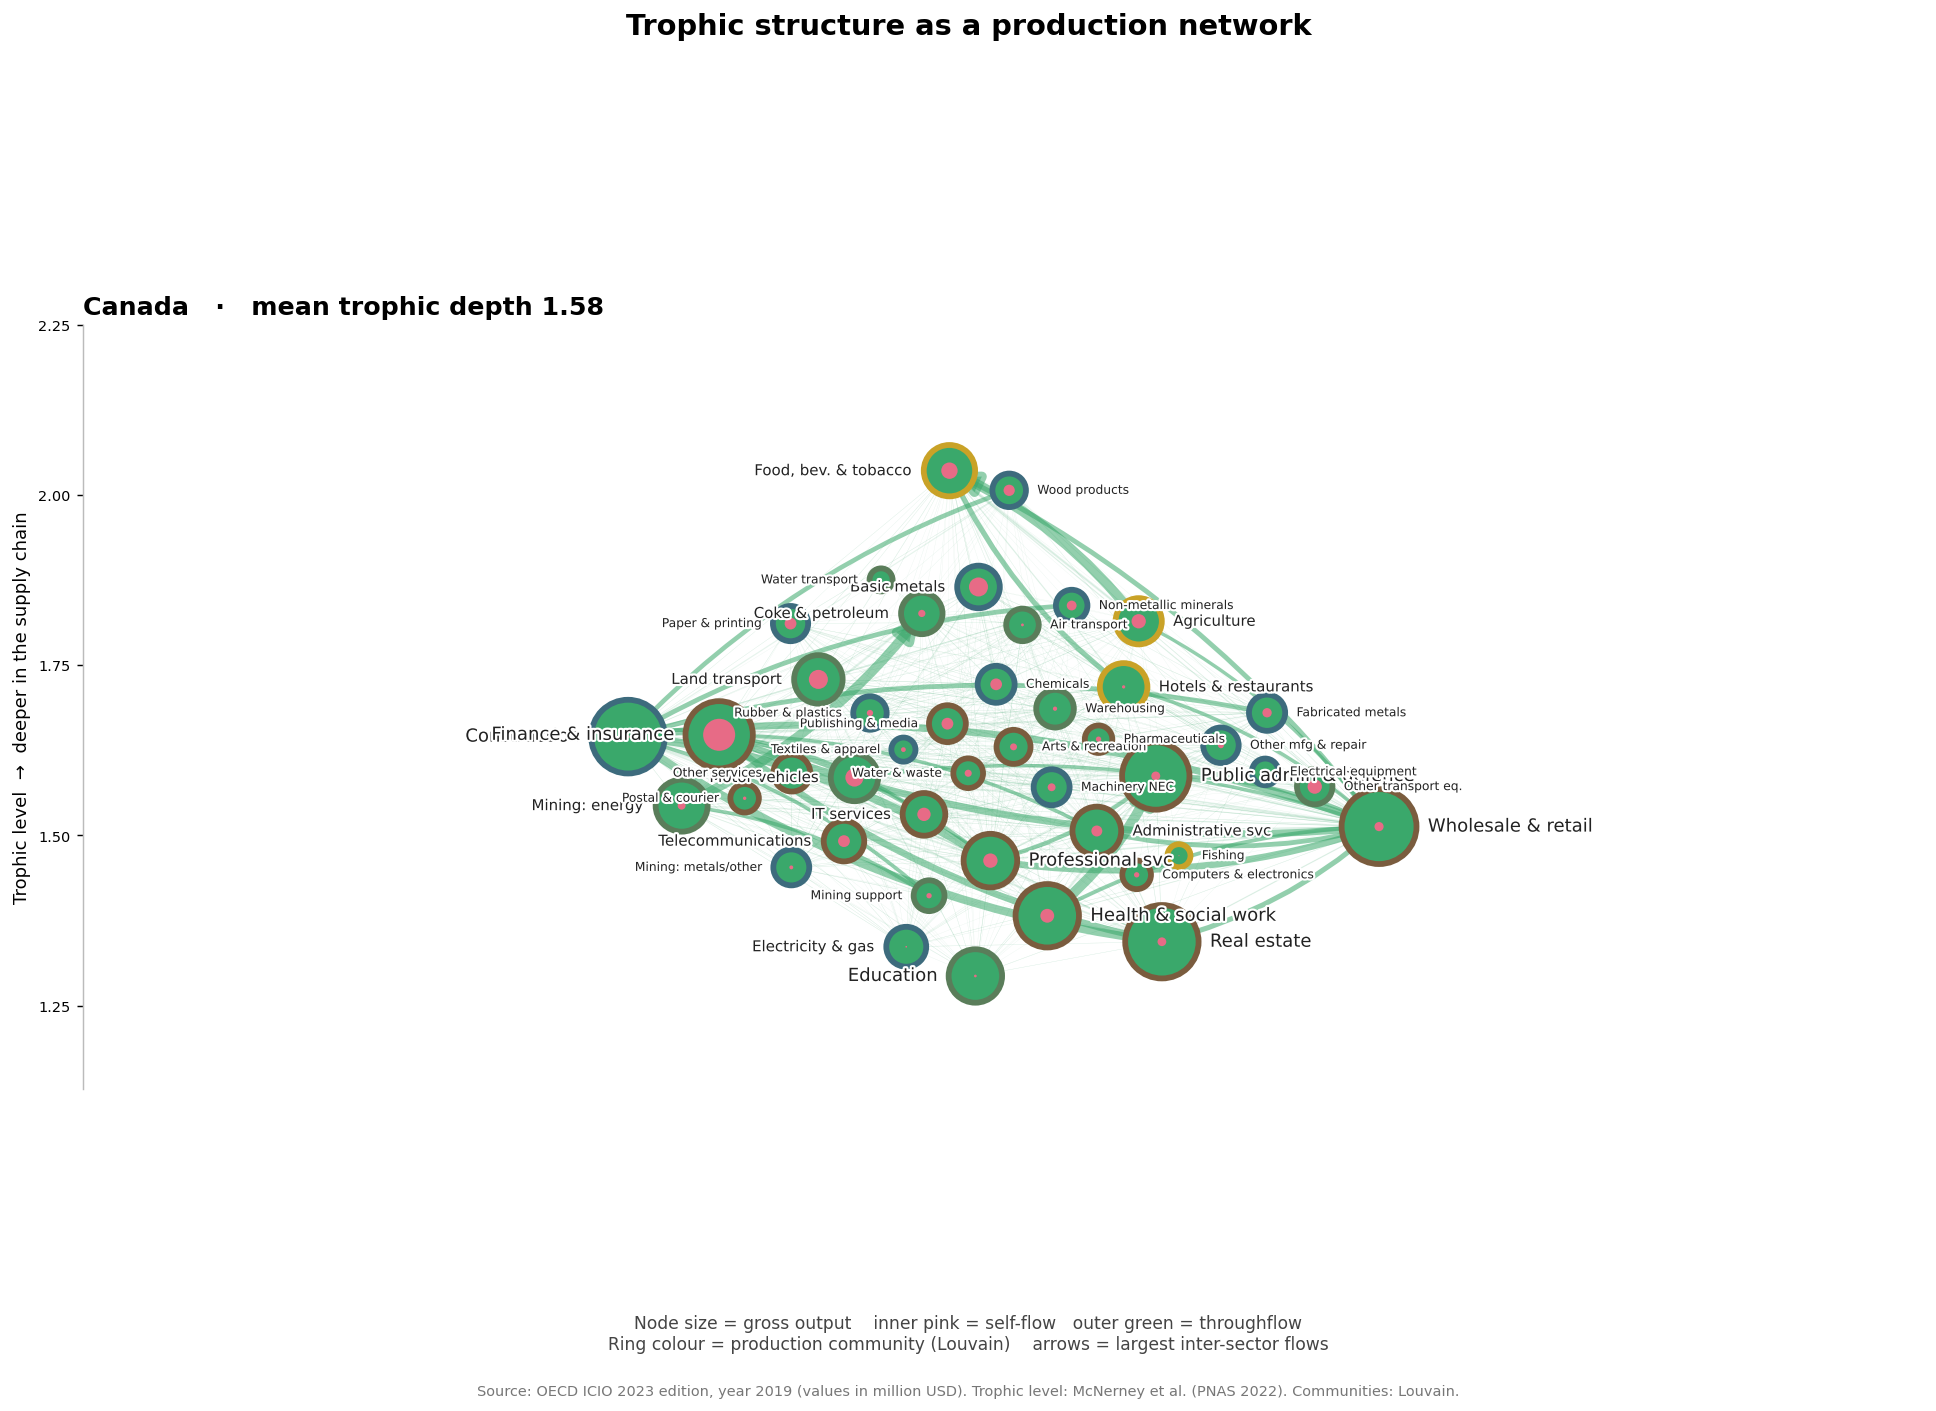 Trophic structure as a production network
Canada · mean trophic depth 1.58
Trophic level → deeper in the supply chain
2.25
2.00
1.75
1.50
1.25
Food, bev. & tobacco
Wood products
Water transport
Basic metals
Coke & petroleum
Non-metallic minerals
Paper & printing
Air transport
Agriculture
Land transport
Chemicals
Hotels & restaurants
Warehousing
Rubber & plastics
Fabricated metals
Publishing & media
Finance & insurance
Textiles & apparel
Arts & recreation
Pharmaceuticals
Other mfg & repair
Other services
Motor vehicles
Water & waste
Public admin & defence
Electrical equipment
Machinery NEC
Other transport eq.
Mining: energy
Postal & courier
IT services
Administrative svc
Wholesale & retail
Telecommunications
Professional svc
Fishing
Mining: metals/other
Computers & electronics
Mining support
Health & social work
Electricity & gas
Real estate
Education
Node size = gross output inner pink = self-flow outer green = throughflow
Ring colour = production community (Louvain) arrows = largest inter-sector flows
Source: OECD ICIO 2023 edition, year 2019 (values in million USD). Trophic level: McNerney et al. (PNAS 2022). Communities: Louvain.